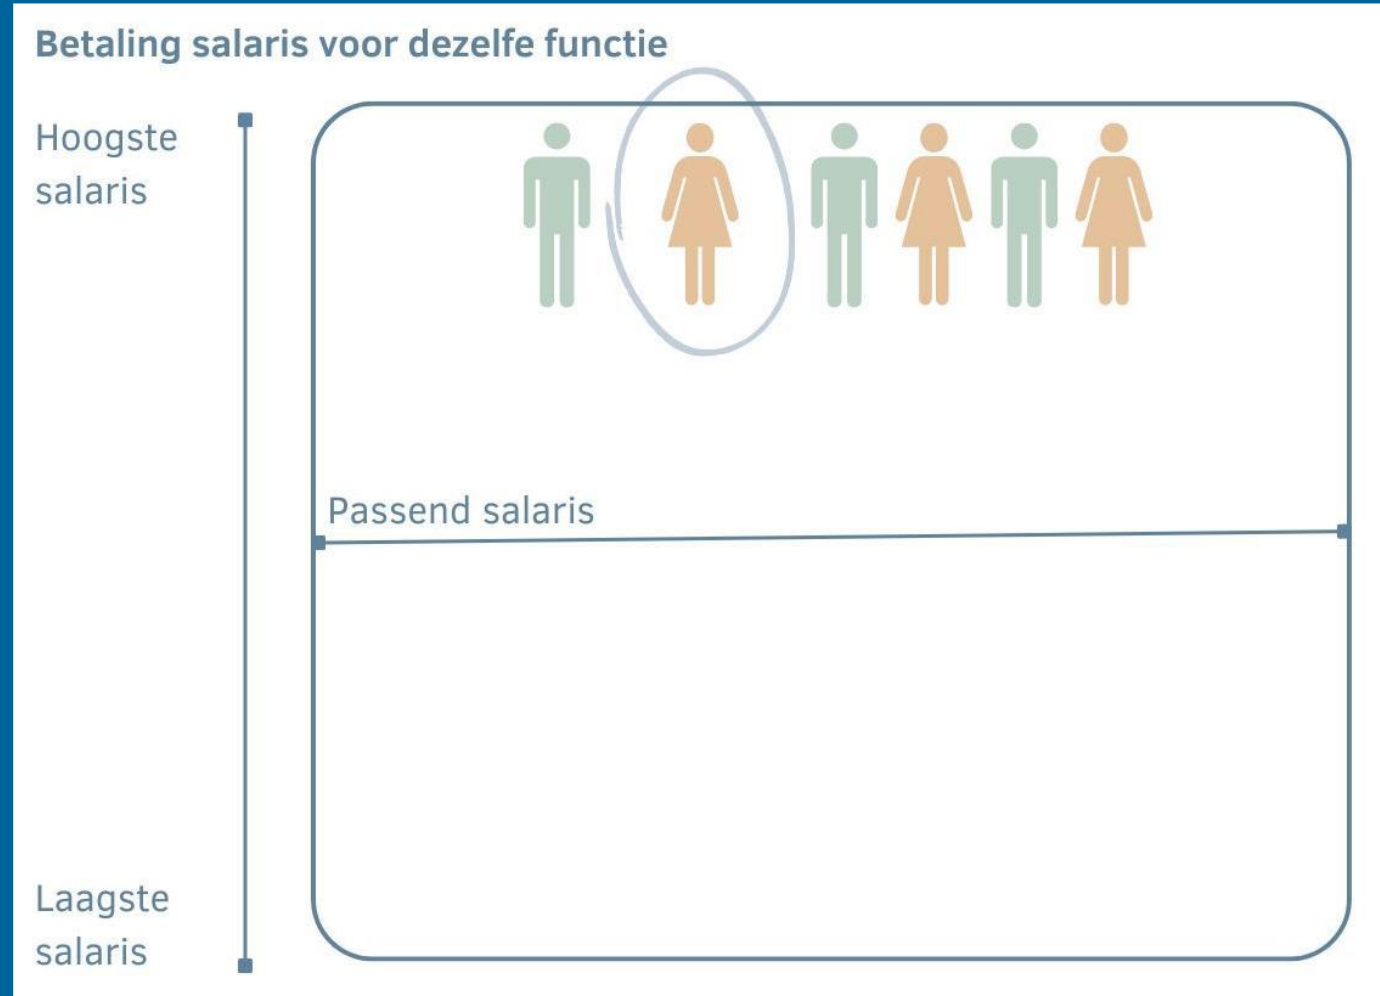 Betaling salaris voor dezelfde functie
Hoogste
salaris
Passend salaris
Laagste
salaris